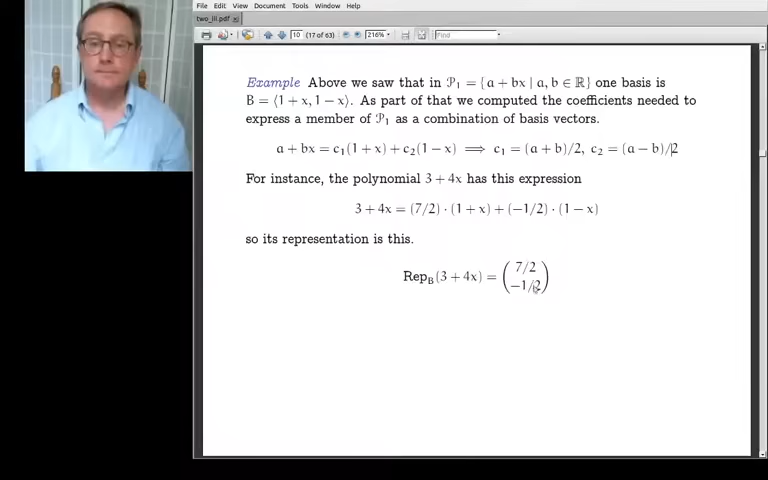 File Edit View Document Tools Window Help
two_iii.pdf
10 (17 of 63) 216% Find
Example Above we saw that in 𝒫₁ = {a + bx | a, b ∈ ℝ} one basis is
B = ⟨1 + x, 1 − x⟩. As part of that we computed the coefficients needed to
express a member of 𝒫₁ as a combination of basis vectors.
a + bx = c₁(1 + x) + c₂(1 − x) ⟹ c₁ = (a + b)/2, c₂ = (a − b)/2
For instance, the polynomial 3 + 4x has this expression
3 + 4x = (7/2) · (1 + x) + (−1/2) · (1 − x)
so its representation is this.
Rep_B(3 + 4x) = (7/2
−1/2)